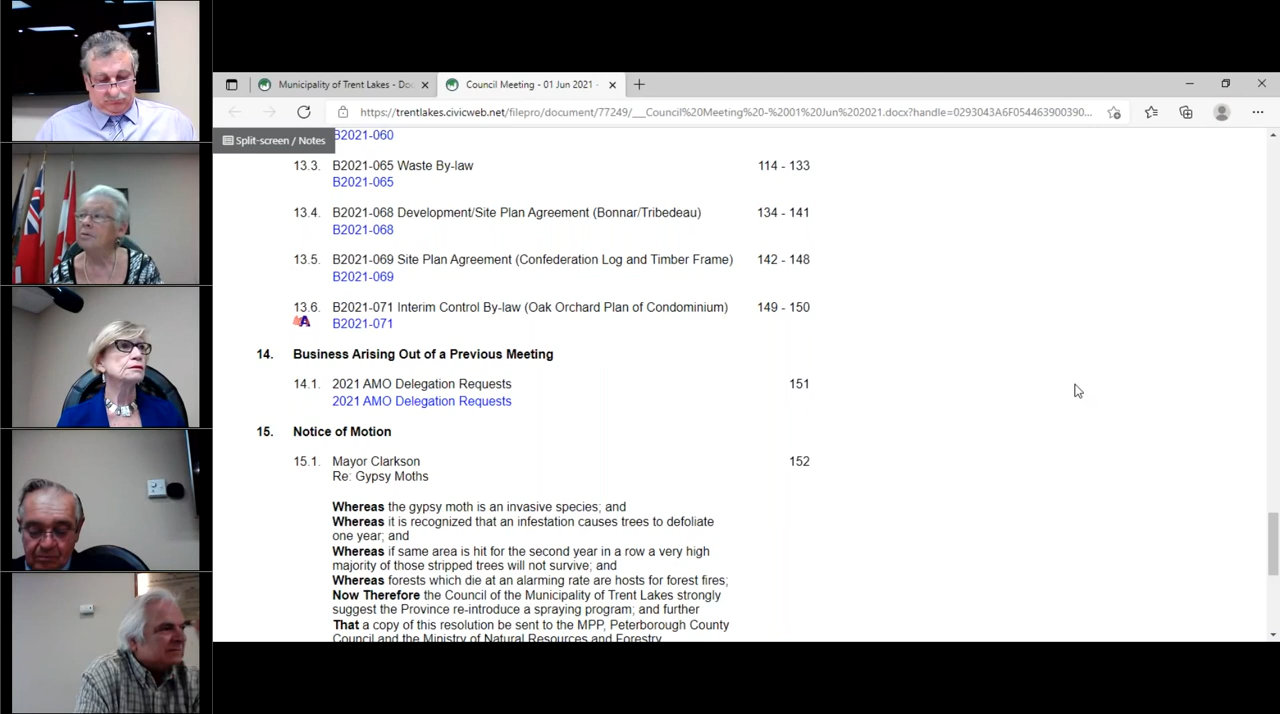 Municipality of Trent Lakes - Doc
Council Meeting - 01 Jun 2021 -
https://trentlakes.civicweb.net/filepro/document/77249/__Council%20Meeting%20-%2001%20Jun%202021.docx?handle=0293043A6F054463900390...
Split-screen / Notes
B2021-060
13.3. B2021-065 Waste By-law 114 - 133
B2021-065
13.4. B2021-068 Development/Site Plan Agreement (Bonnar/Tribedeau) 134 - 141
B2021-068
13.5. B2021-069 Site Plan Agreement (Confederation Log and Timber Frame) 142 - 148
B2021-069
13.6. B2021-071 Interim Control By-law (Oak Orchard Plan of Condominium) 149 - 150
B2021-071
14. Business Arising Out of a Previous Meeting
14.1. 2021 AMO Delegation Requests 151
2021 AMO Delegation Requests
15. Notice of Motion
15.1. Mayor Clarkson 152
Re: Gypsy Moths
Whereas the gypsy moth is an invasive species; and
Whereas it is recognized that an infestation causes trees to defoliate
one year; and
Whereas if same area is hit for the second year in a row a very high
majority of those stripped trees will not survive; and
Whereas forests which die at an alarming rate are hosts for forest fires;
Now Therefore the Council of the Municipality of Trent Lakes strongly
suggest the Province re-introduce a spraying program; and further
That a copy of this resolution be sent to the MPP, Peterborough County
Council and the Ministry of Natural Resources and Forestry